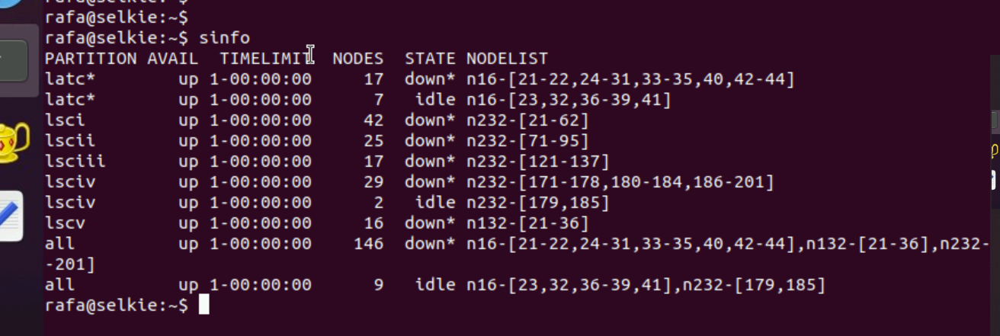 rafa@selkie:~$
rafa@selkie:~$
rafa@selkie:~$ sinfo
PARTITION AVAIL  TIMELIMIT  NODES  STATE NODELIST
latc*        up 1-00:00:00     17  down* n16-[21-22,24-31,33-35,40,42-44]
latc*        up 1-00:00:00      7   idle n16-[23,32,36-39,41]
lsci         up 1-00:00:00     42  down* n232-[21-62]
lscii        up 1-00:00:00     25  down* n232-[71-95]
lsciii       up 1-00:00:00     17  down* n232-[121-137]
lsciv        up 1-00:00:00     29  down* n232-[171-178,180-184,186-201]
lsciv        up 1-00:00:00      2   idle n232-[179,185]
lscv         up 1-00:00:00     16  down* n132-[21-36]
all          up 1-00:00:00    146  down* n16-[21-22,24-31,33-35,40,42-44],n132-[21-36],n232-
-201]
all          up 1-00:00:00      9   idle n16-[23,32,36-39,41],n232-[179,185]
rafa@selkie:~$